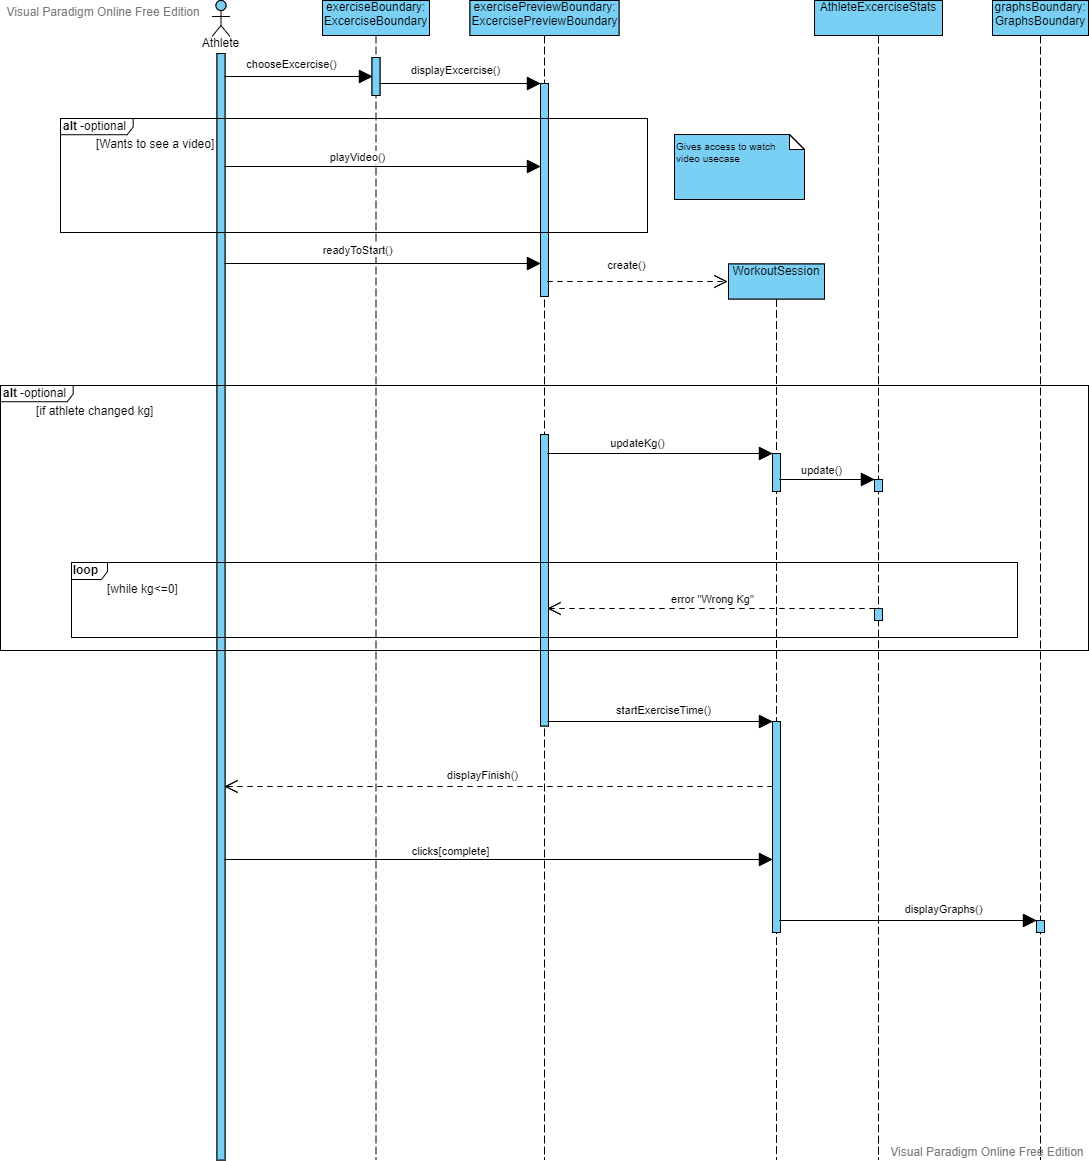 Visual Paradigm Online Free Edition
Athlete
exerciseBoundary:
ExcerciseBoundary
exercisePreviewBoundary:
ExcercisePreviewBoundary
AthleteExcerciseStats
graphsBoundary:
GraphsBoundary
chooseExcercise()
displayExcercise()
alt -optional
[Wants to see a video]
playVideo()
Gives access to watch
video usecase
readyToStart()
create()
WorkoutSession
alt -optional
[if athlete changed kg]
updateKg()
update()
loop
[while kg<=0]
error "Wrong Kg"
startExerciseTime()
displayFinish()
clicks[complete]
displayGraphs()
Visual Paradigm Online Free Edition